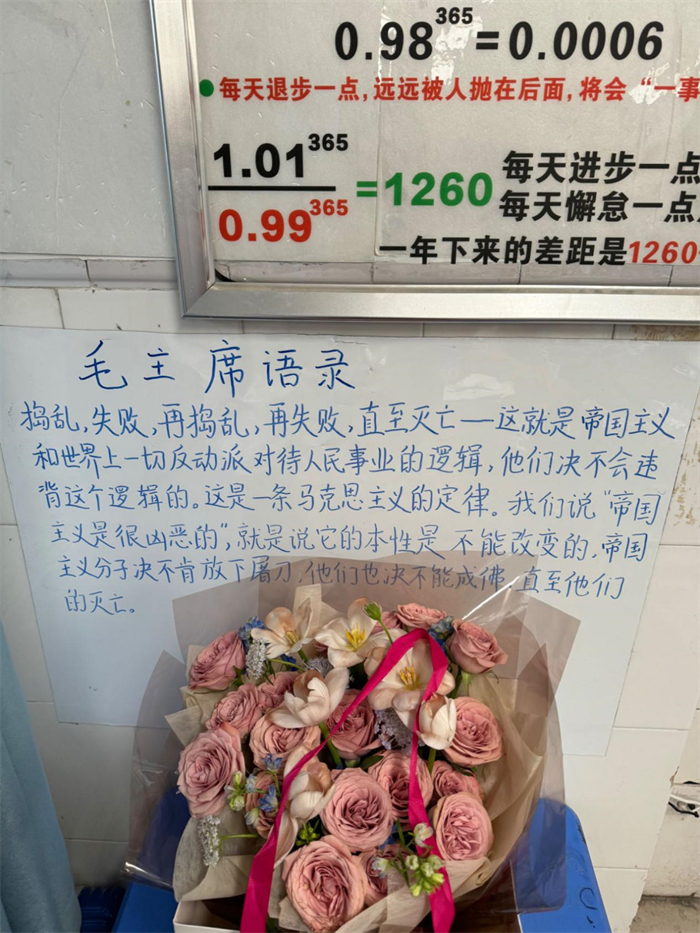 0.98³⁶⁵=0.0006
每天退步一点,远远被人抛在后面,将会“一事
1.01³⁶⁵
0.99³⁶⁵
=1260
每天进步一点
每天懈怠一点
一年下来的差距是1260
毛主席语录
捣乱,失败,再捣乱,再失败,直至灭亡—这就是帝国主义
和世界上一切反动派对待人民事业的逻辑,他们决不会违
背这个逻辑的。这是一条马克思主义的定律。我们说“帝国
主义是很凶恶的”,就是说它的本性是不能改变的,帝国
主义分子决不肯放下屠刀,他们也决不能成佛,直至他们
的灭亡。